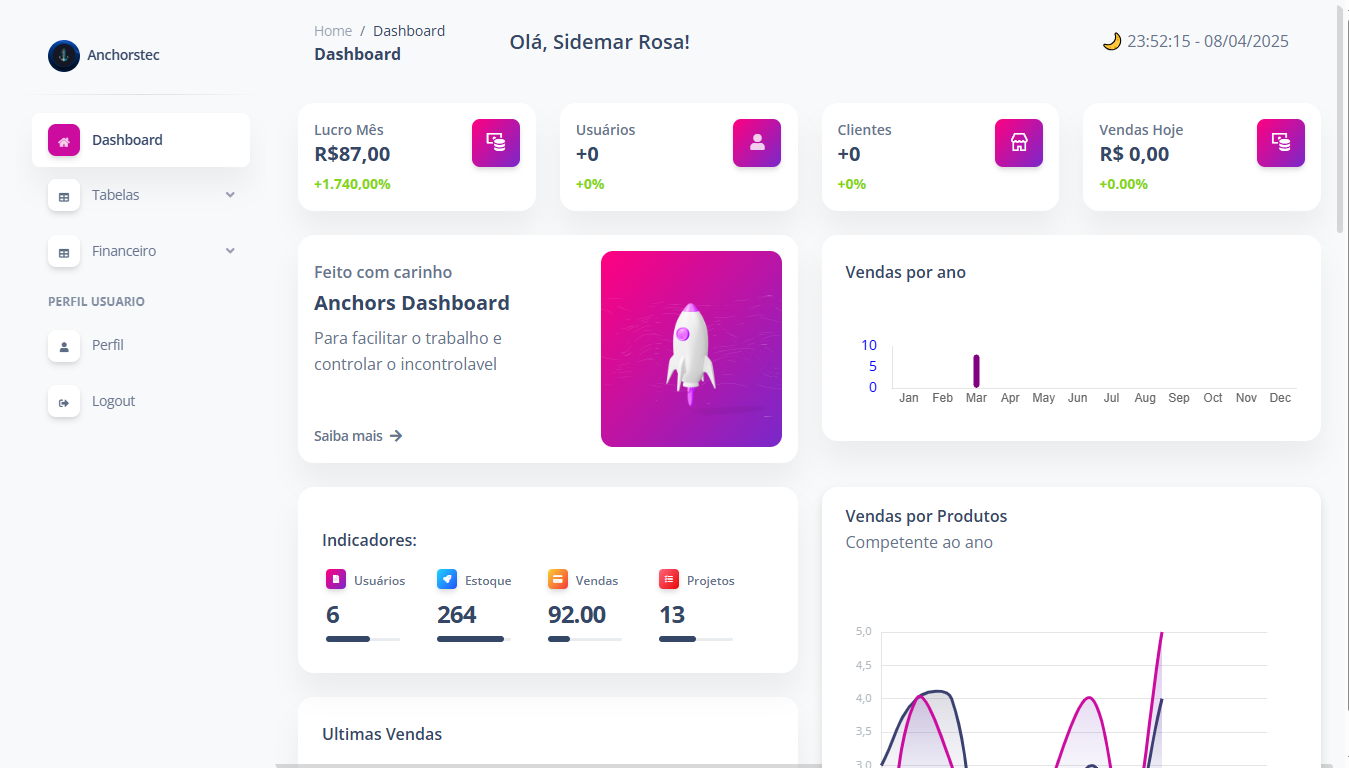 Anchorstec
Dashboard
Tabelas
Financeiro
PERFIL USUARIO
Perfil
Logout
Home / Dashboard
Dashboard
Olá, Sidemar Rosa!
23:52:15 - 08/04/2025
Lucro Mês
R$87,00
+1.740,00%
Usuários
+0
+0%
Clientes
+0
+0%
Vendas Hoje
R$ 0,00
+0.00%
Feito com carinho
Anchors Dashboard
Para facilitar o trabalho e
controlar o incontrolavel
Saiba mais
Vendas por ano
10
5
0
Jan Feb Mar Apr May Jun Jul Aug Sep Oct Nov Dec
Indicadores:
Usuários Estoque Vendas Projetos
6 264 92.00 13
Vendas por Produtos
Competente ao ano
5,0
4,5
4,0
3,5
3,0
Ultimas Vendas